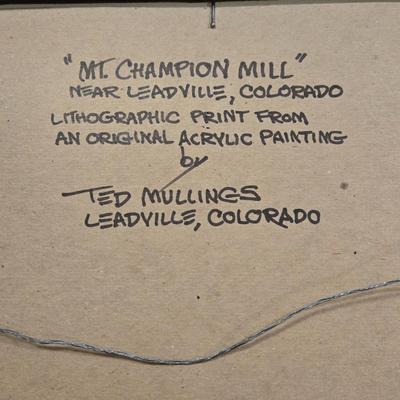 "MT. CHAMPION MILL"
NEAR LEADVILLE, COLORADO
LITHOGRAPHIC PRINT FROM
AN ORIGINAL ACRYLIC PAINTING
by
TED MULLINGS
LEADVILLE, COLORADO